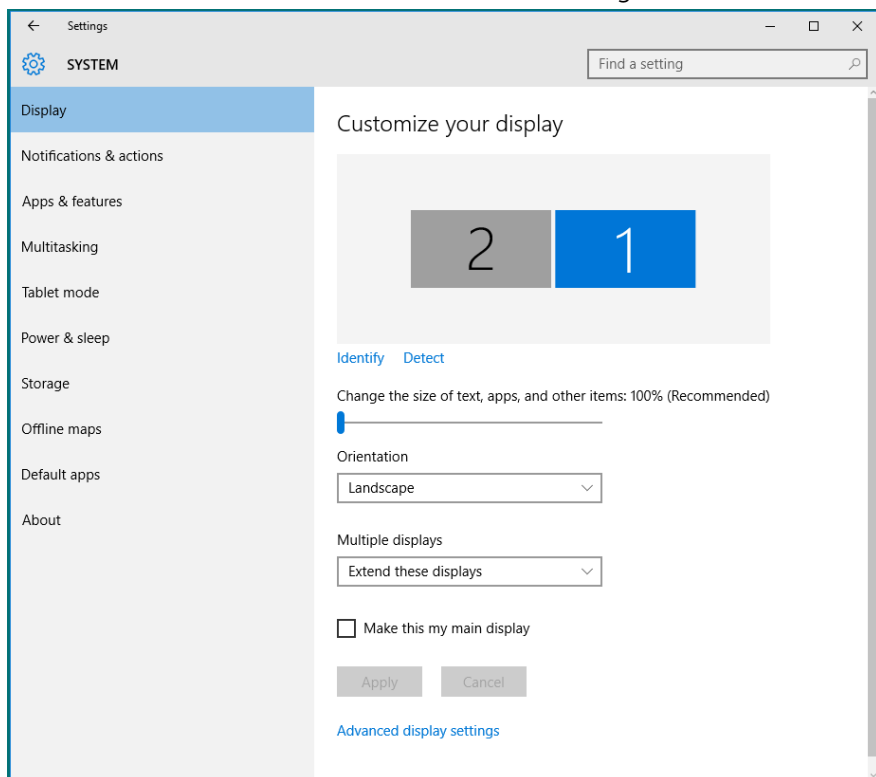 Settings
SYSTEM
Find a setting
Display
Notifications & actions
Apps & features
Multitasking
Tablet mode
Power & sleep
Storage
Offline maps
Default apps
About
Customize your display
2 1
Identify Detect
Change the size of text, apps, and other items: 100% (Recommended)
Orientation
Landscape
Multiple displays
Extend these displays
Make this my main display
Apply Cancel
Advanced display settings